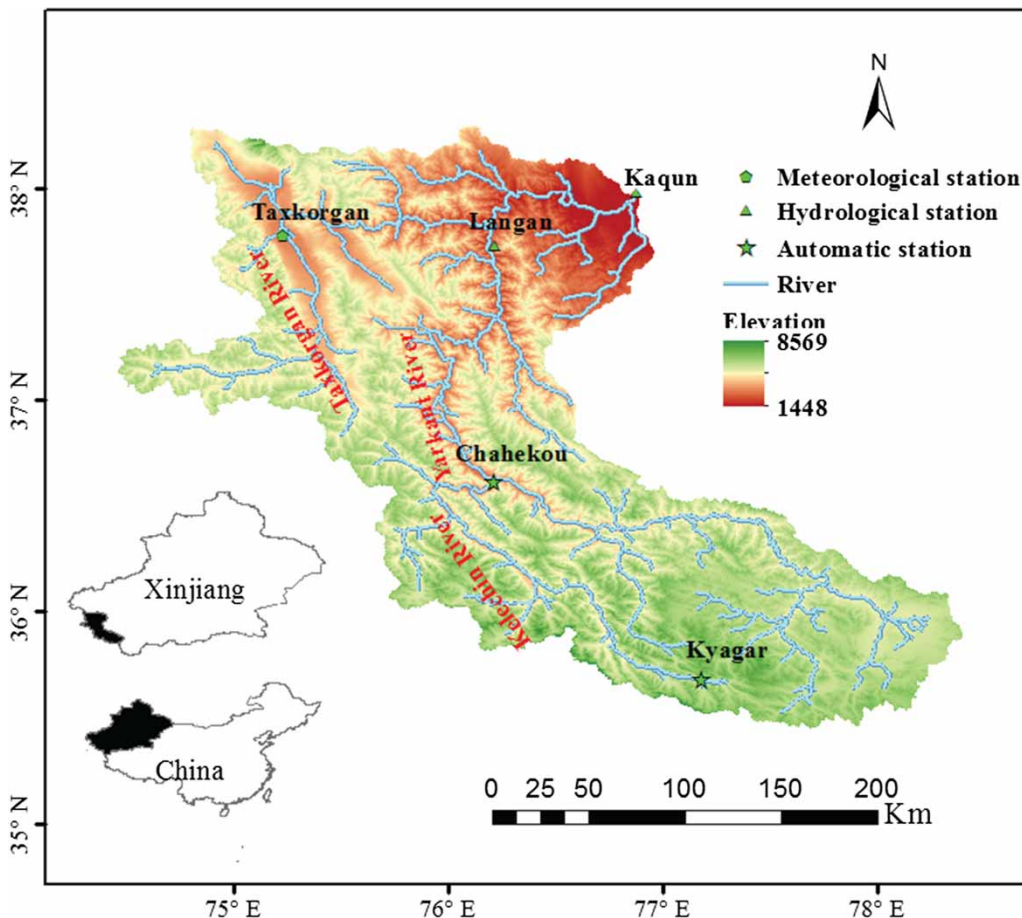 N
Meteorological station
Hydrological station
Automatic station
River
Elevation
8569
1448
Kaqun
Taxkorgan
Langan
Taxkorgan River
Yarkant River
Chahekou
Kelechin River
Kyagar
Xinjiang
China
0 25 50 100 150 200
Km
38° N
37° N
36° N
35° N
75° E
76° E
77° E
78° E